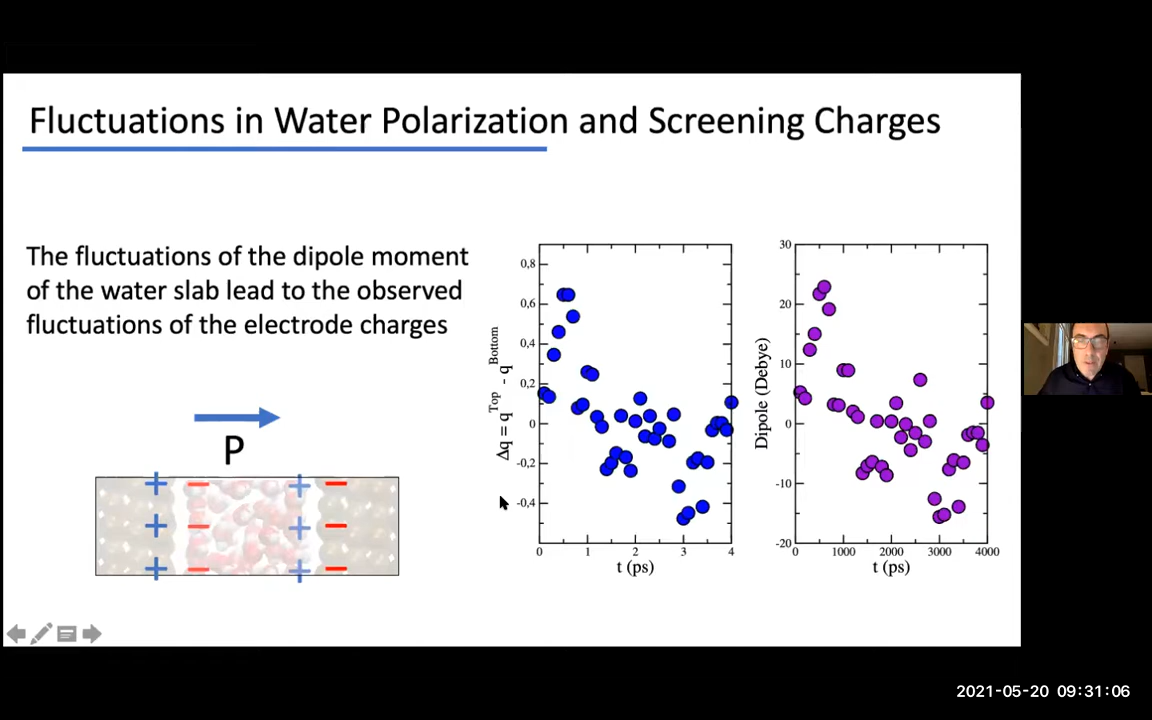 Fluctuations in Water Polarization and Screening Charges
The fluctuations of the dipole moment
of the water slab lead to the observed
fluctuations of the electrode charges
P
+ − + −
+ − + −
+ − + −
Δq = q^Top - q^Bottom
0,8
0,6
0,4
0,2
0
-0,2
-0,4
0 1 2 3 4
t (ps)
Dipole (Debye)
30
20
10
0
-10
-20
0 1000 2000 3000 4000
t (ps)
2021-05-20 09:31:06